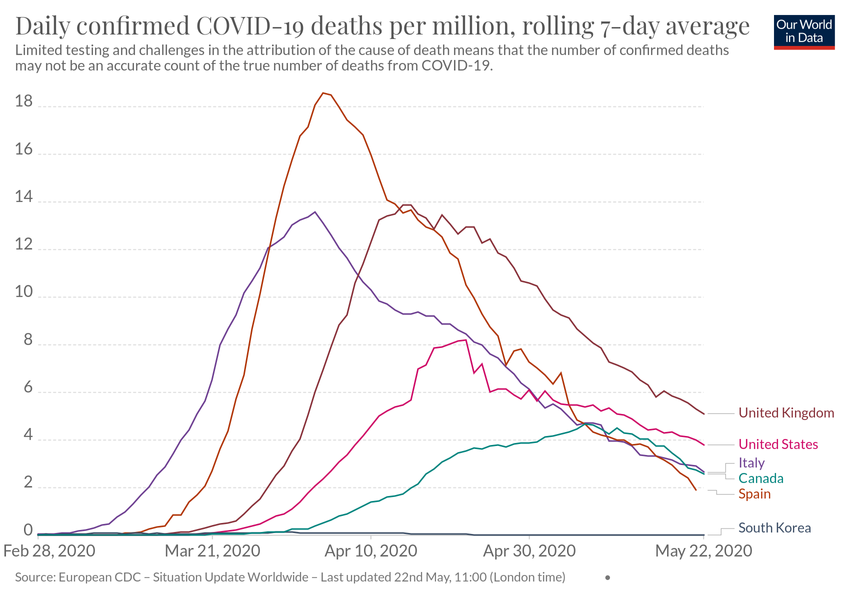 Daily confirmed COVID-19 deaths per million, rolling 7-day average
Our World
in Data
Limited testing and challenges in the attribution of the cause of death means that the number of confirmed deaths
may not be an accurate count of the true number of deaths from COVID-19.
18
16
14
12
10
8
6
4
2
0
United Kingdom
United States
Italy
Canada
Spain
South Korea
Feb 28, 2020 Mar 21, 2020 Apr 10, 2020 Apr 30, 2020 May 22, 2020
Source: European CDC – Situation Update Worldwide – Last updated 22nd May, 11:00 (London time) •